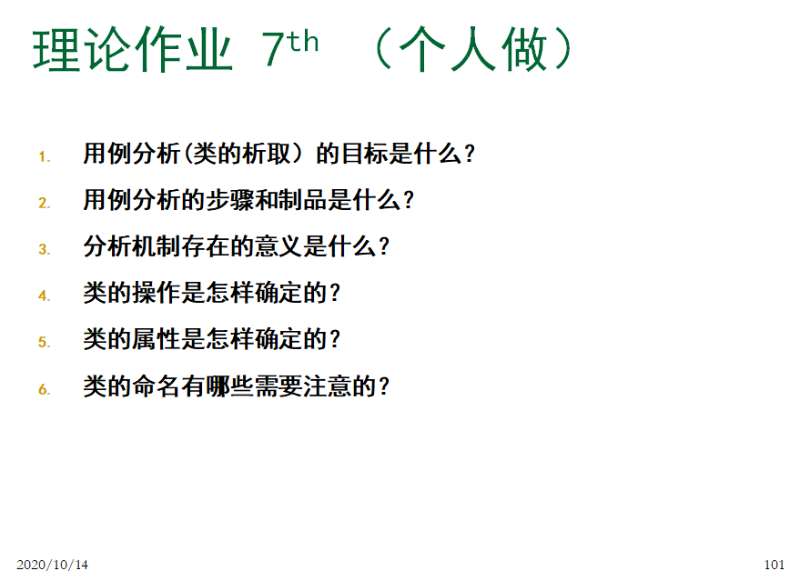 理论作业 7th （个人做）
1. 用例分析(类的析取）的目标是什么?
2. 用例分析的步骤和制品是什么?
3. 分析机制存在的意义是什么?
4. 类的操作是怎样确定的?
5. 类的属性是怎样确定的?
6. 类的命名有哪些需要注意的?
2020/10/14 101